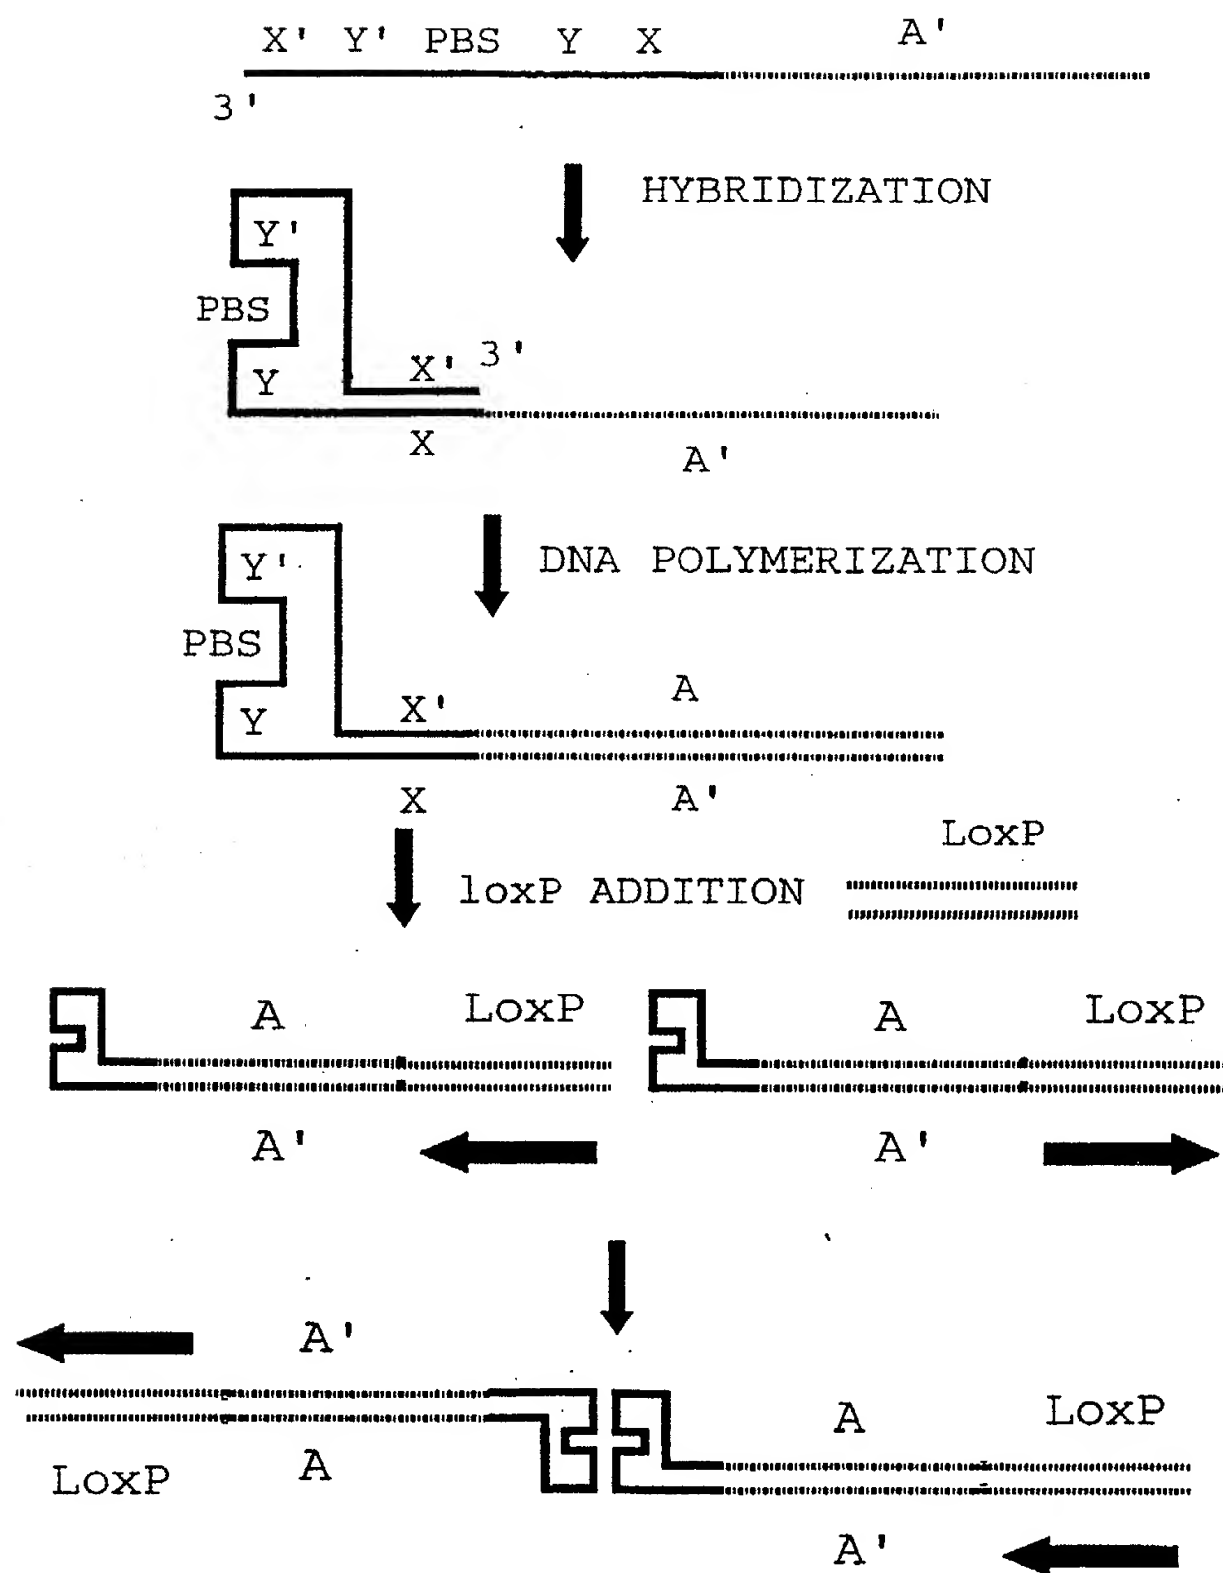 X' Y' PBS Y X A'
3'
HYBRIDIZATION
Y'
PBS
Y
X' 3'
X
A'
DNA POLYMERIZATION
Y'
PBS
Y
X'
A
X
A'
LoxP
loxP ADDITION
A LoxP A LoxP
A' A'
A'
A LoxP
LoxP A
A'